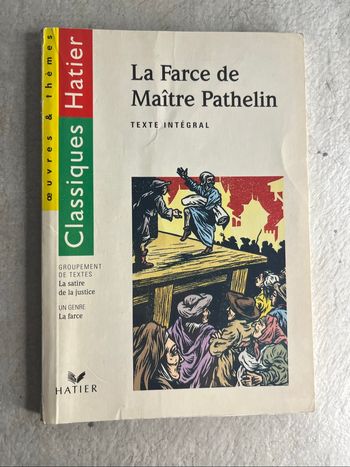 La Farce de
Maître Pathelin
TEXTE INTÉGRAL
œuvres & thèmes
Classiques Hatier
GROUPEMENT
DE TEXTES
La satire
de la justice
UN GENRE
La farce
HATIER